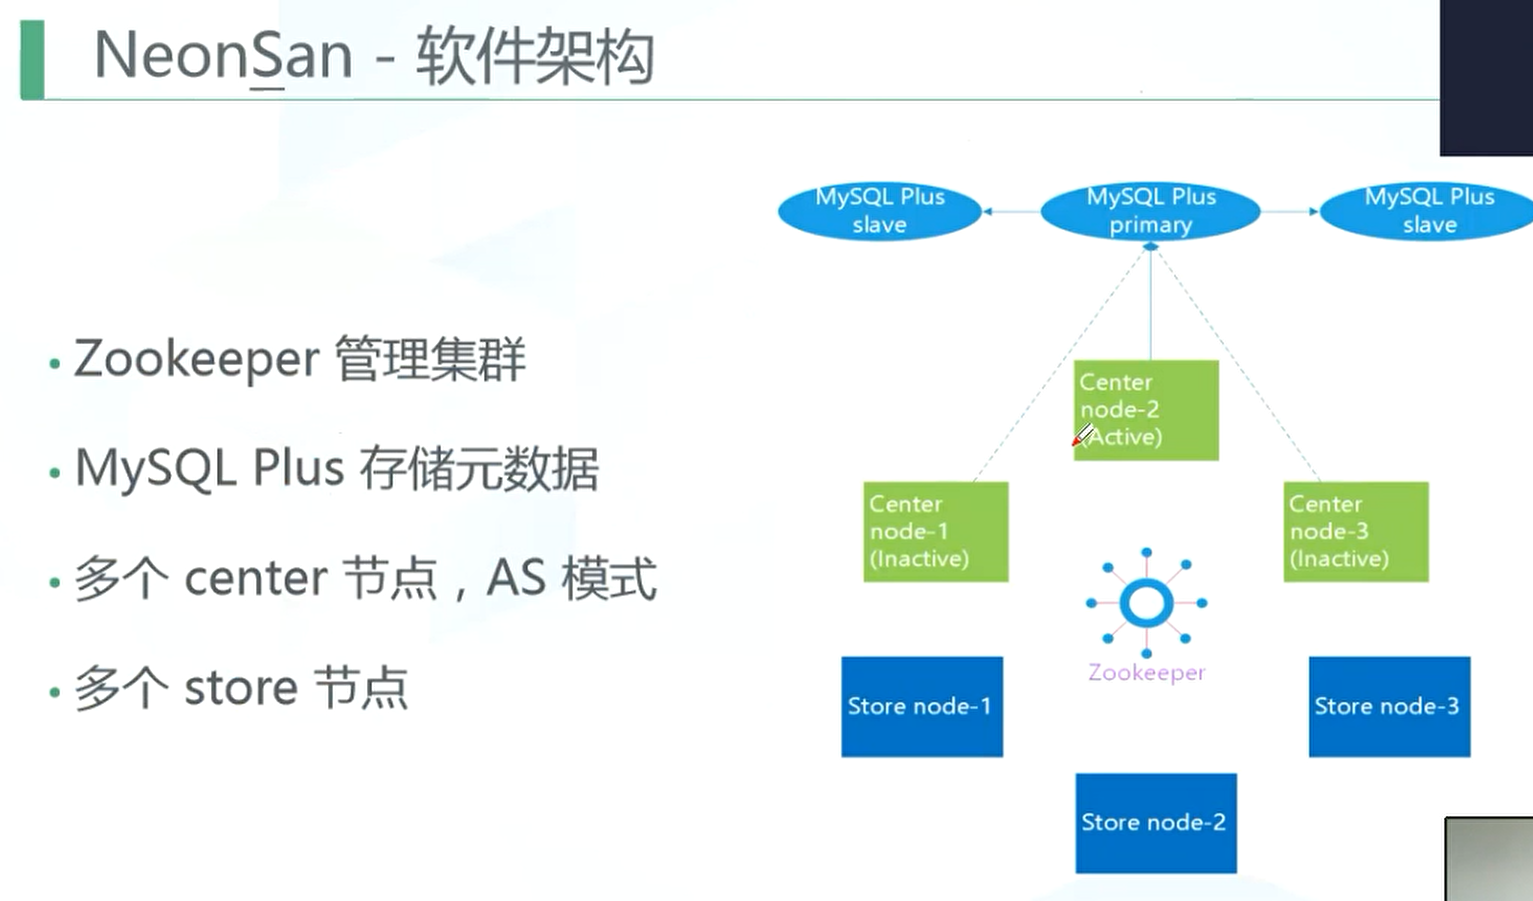 NeonSan - 软件架构
• Zookeeper 管理集群
• MySQL Plus 存储元数据
• 多个 center 节点，AS 模式
• 多个 store 节点
MySQL Plus
slave
MySQL Plus
primary
MySQL Plus
slave
Center
node-2
(Active)
Center
node-1
(Inactive)
Center
node-3
(Inactive)
Zookeeper
Store node-1
Store node-3
Store node-2